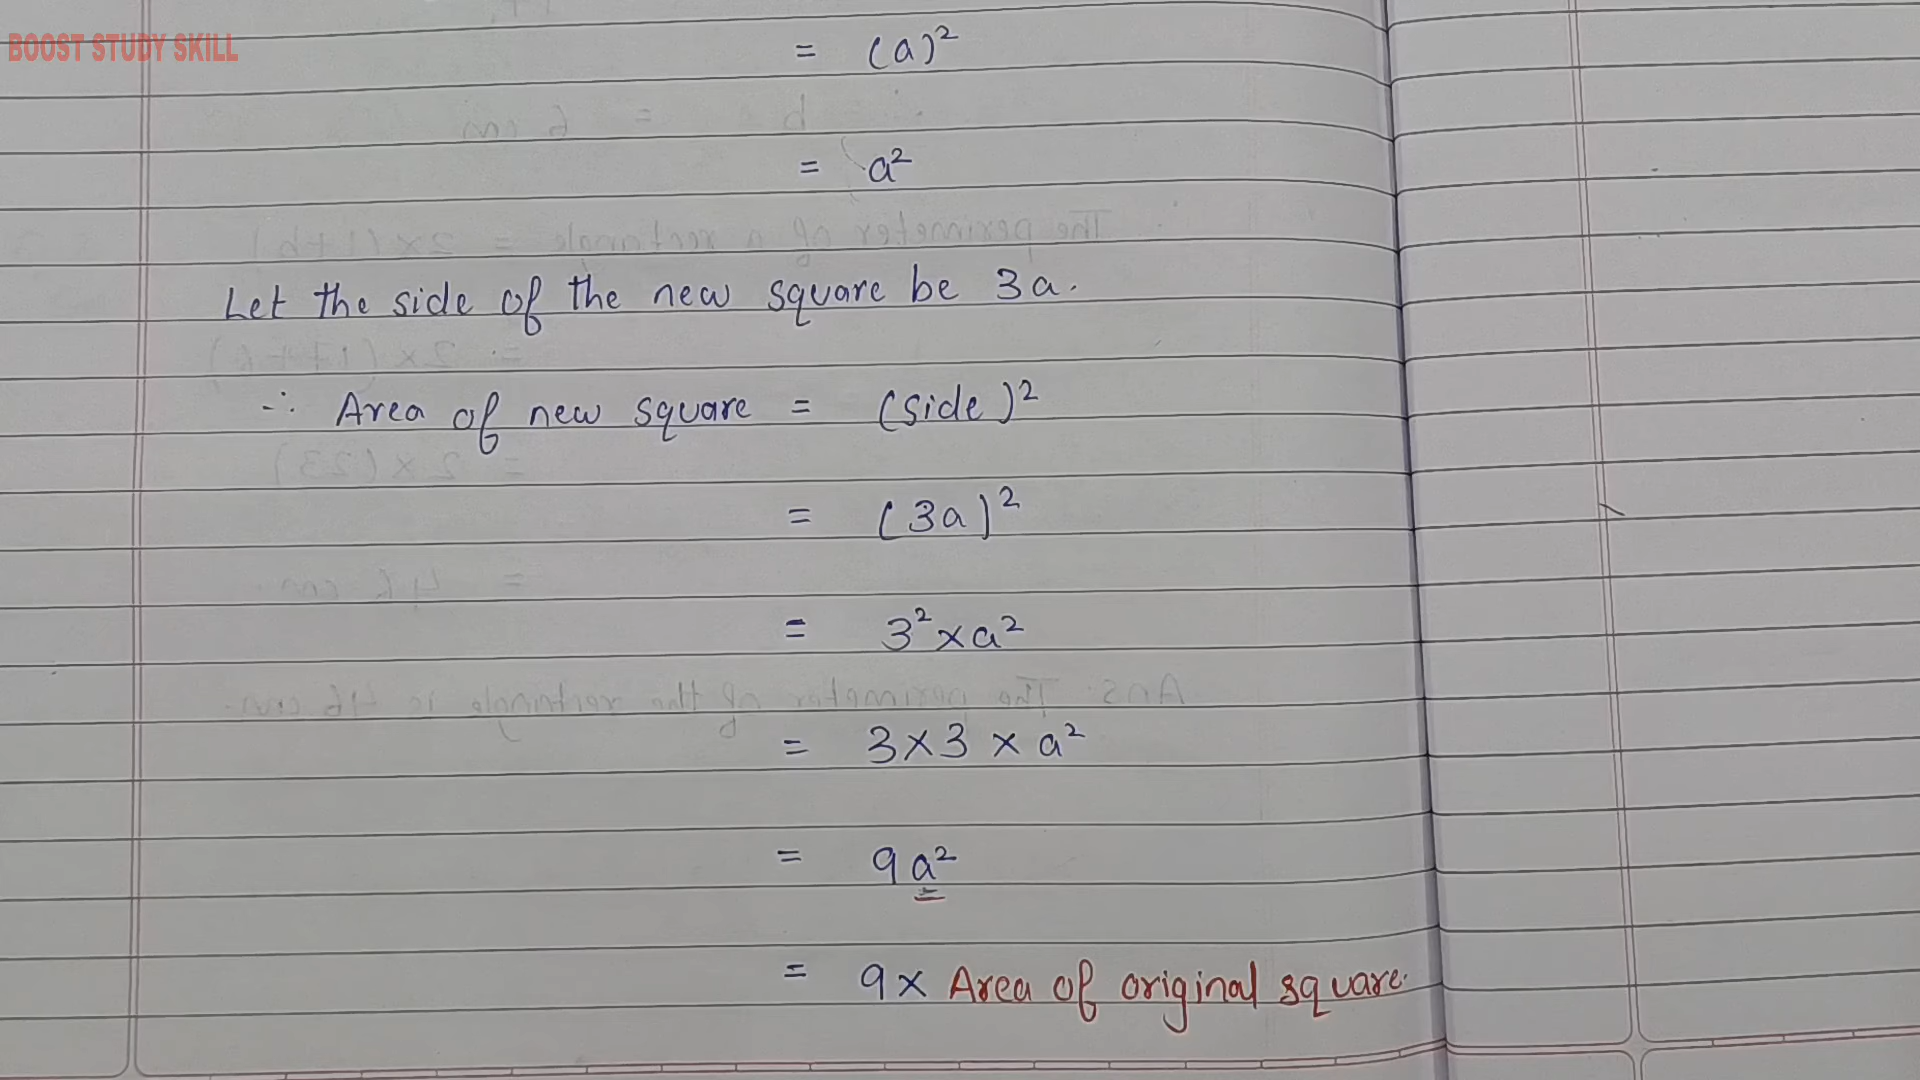 BOOST STUDY SKILL
= (a)²
= a²
Let the side of the new square be 3a.
∴ Area of new square = (side)²
= (3a)²
= 3² × a²
= 3×3 × a²
= 9a²
= 9× Area of original square.